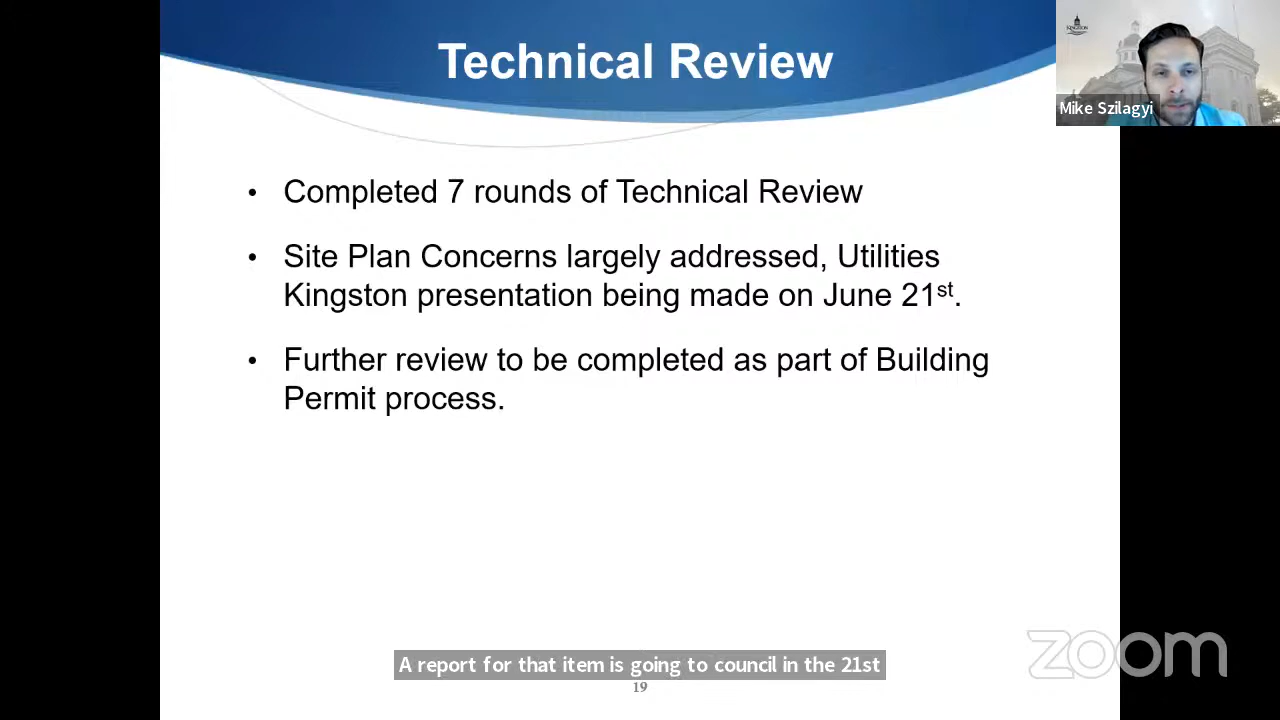 Technical Review
KINGSTON
Mike Szilagyi
• Completed 7 rounds of Technical Review
• Site Plan Concerns largely addressed, Utilities
Kingston presentation being made on June 21st.
• Further review to be completed as part of Building
Permit process.
A report for that item is going to council in the 21st
19
zoom